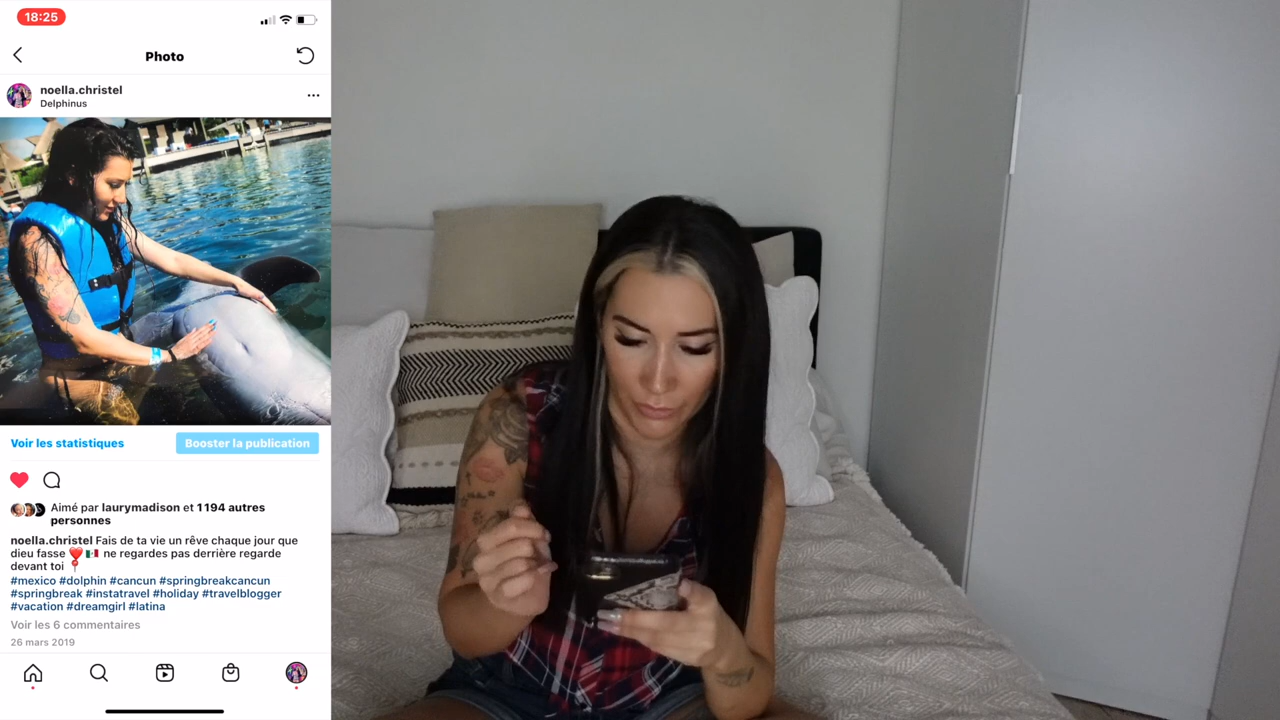 18:25
Photo
noella.christel
Delphinus
Voir les statistiques
Booster la publication
Aimé par laurymadison et 1 194 autres
personnes
noella.christel Fais de ta vie un rêve chaque jour que
dieu fasse ❤️🇲🇽 ne regardes pas derrière regarde
devant toi 📍
#mexico #dolphin #cancun #springbreakcancun
#springbreak #instatravel #holiday #travelblogger
#vacation #dreamgirl #latina
Voir les 6 commentaires
26 mars 2019